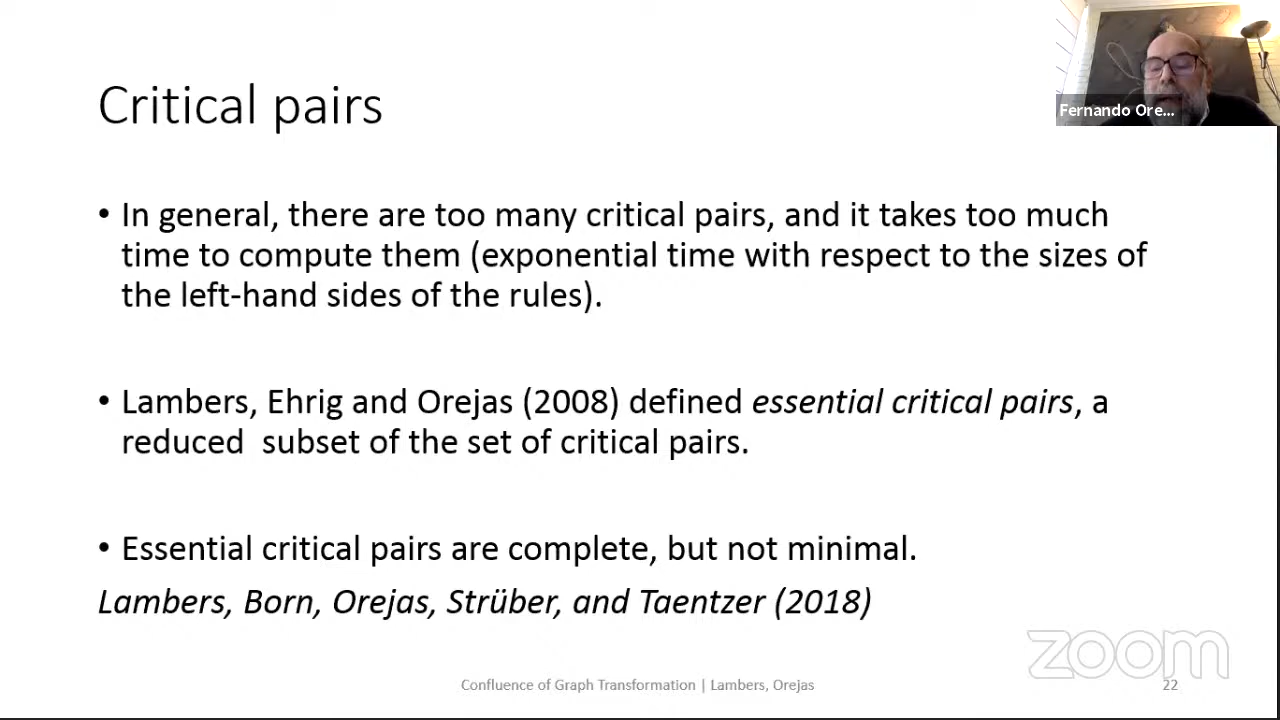 Critical pairs
Fernando Ore...
• In general, there are too many critical pairs, and it takes too much
time to compute them (exponential time with respect to the sizes of
the left-hand sides of the rules).
• Lambers, Ehrig and Orejas (2008) defined essential critical pairs, a
reduced  subset of the set of critical pairs.
• Essential critical pairs are complete, but not minimal.
Lambers, Born, Orejas, Strüber, and Taentzer (2018)
zoom
Confluence of Graph Transformation | Lambers, Orejas
22